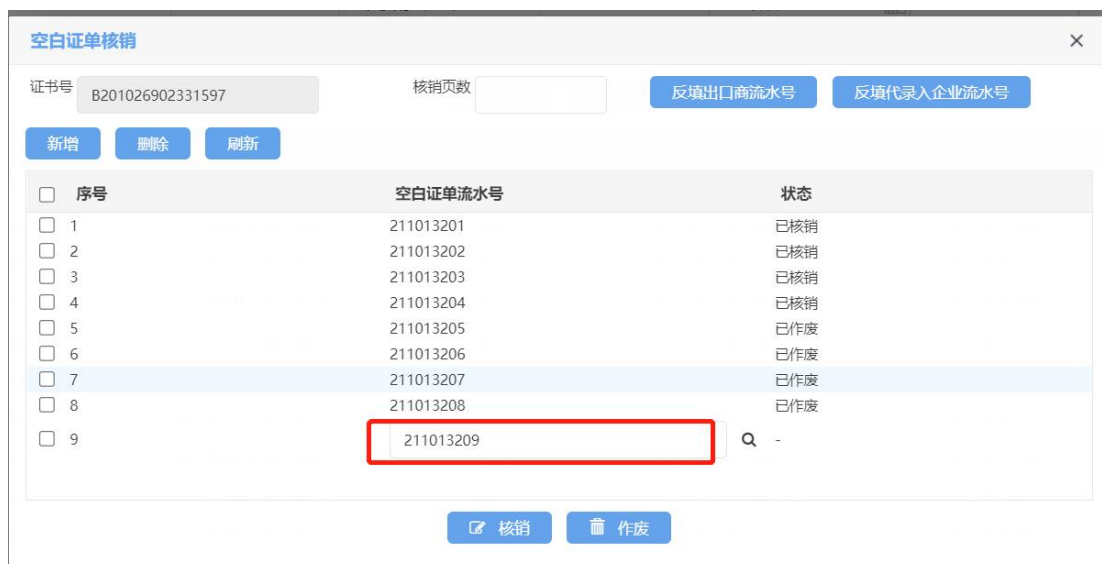 空白证单核销
证书号 B201026902331597 核销页数 反填出口商流水号 反填代录入企业流水号
新增 删除 刷新
序号 空白证单流水号 状态
1 211013201 已核销
2 211013202 已核销
3 211013203 已核销
4 211013204 已核销
5 211013205 已作废
6 211013206 已作废
7 211013207 已作废
8 211013208 已作废
9 211013209 -
核销 作废